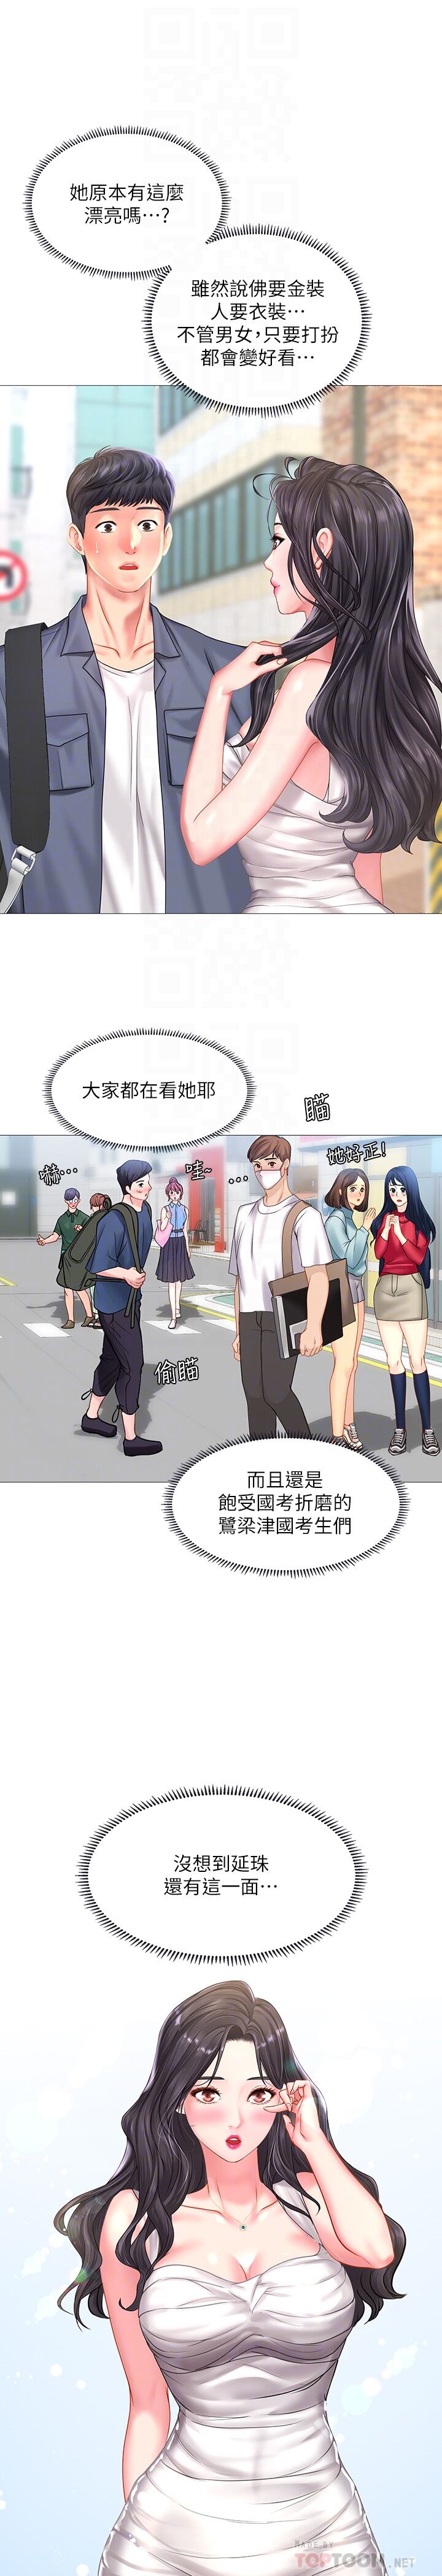 她原本有這麼
漂亮嗎…?
雖然說佛要金裝
人要衣裝…
不管男女,只要打扮
都會變好看…
大家都在看她耶
瞄
嚇…
哇~
…
她好正!
偷瞄
而且還是
飽受國考折磨的
鷺梁津國考生們
沒想到延珠
還有這一面…
MADE BY
TOPTOON.NET